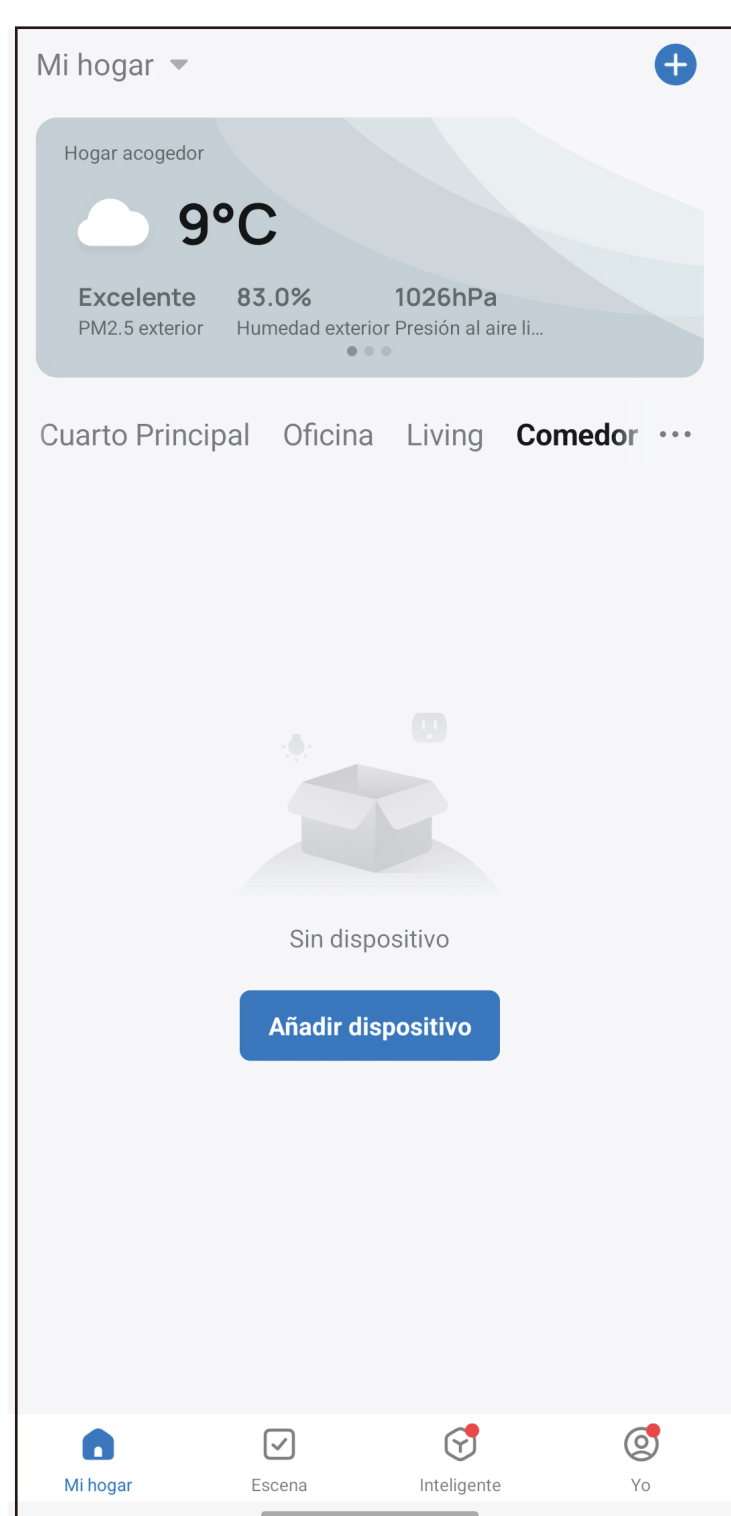 Mi hogar
Hogar acogedor
9°C
Excelente 83.0% 1026hPa
PM2.5 exterior Humedad exterior Presión al aire li...
Cuarto Principal Oficina Living Comedor ...
Sin dispositivo
Añadir dispositivo
Mi hogar Escena Inteligente Yo